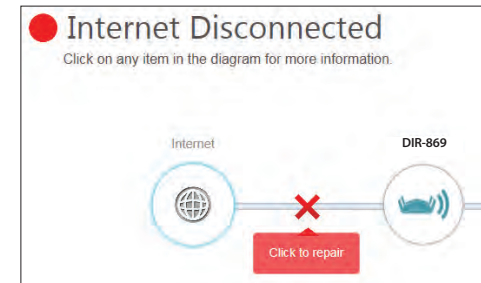 Internet Disconnected
Click on any item in the diagram for more information.
Internet
DIR-869
Click to repair